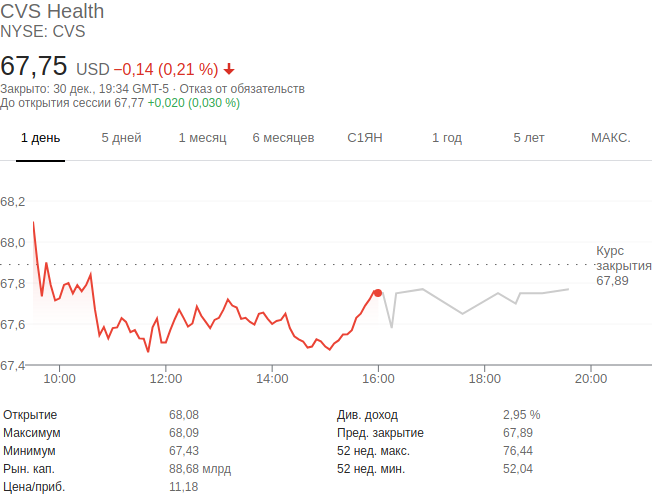 CVS Health
NYSE: CVS
67,75 USD −0,14 (0,21 %)
Закрыто: 30 дек., 19:34 GMT-5 · Отказ от обязательств
До открытия сессии 67,77 +0,020 (0,030 %)
1 день 5 дней 1 месяц 6 месяцев С1ЯН 1 год 5 лет МАКС.
68,2
68,0
Курс
закрытия
67,89
67,8
67,6
67,4
10:00 12:00 14:00 16:00 18:00 20:00
Открытие 68,08 Див. доход 2,95 %
Максимум 68,09 Пред. закрытие 67,89
Минимум 67,43 52 нед. макс. 76,44
Рын. кап. 88,68 млрд 52 нед. мин. 52,04
Цена/приб. 11,18